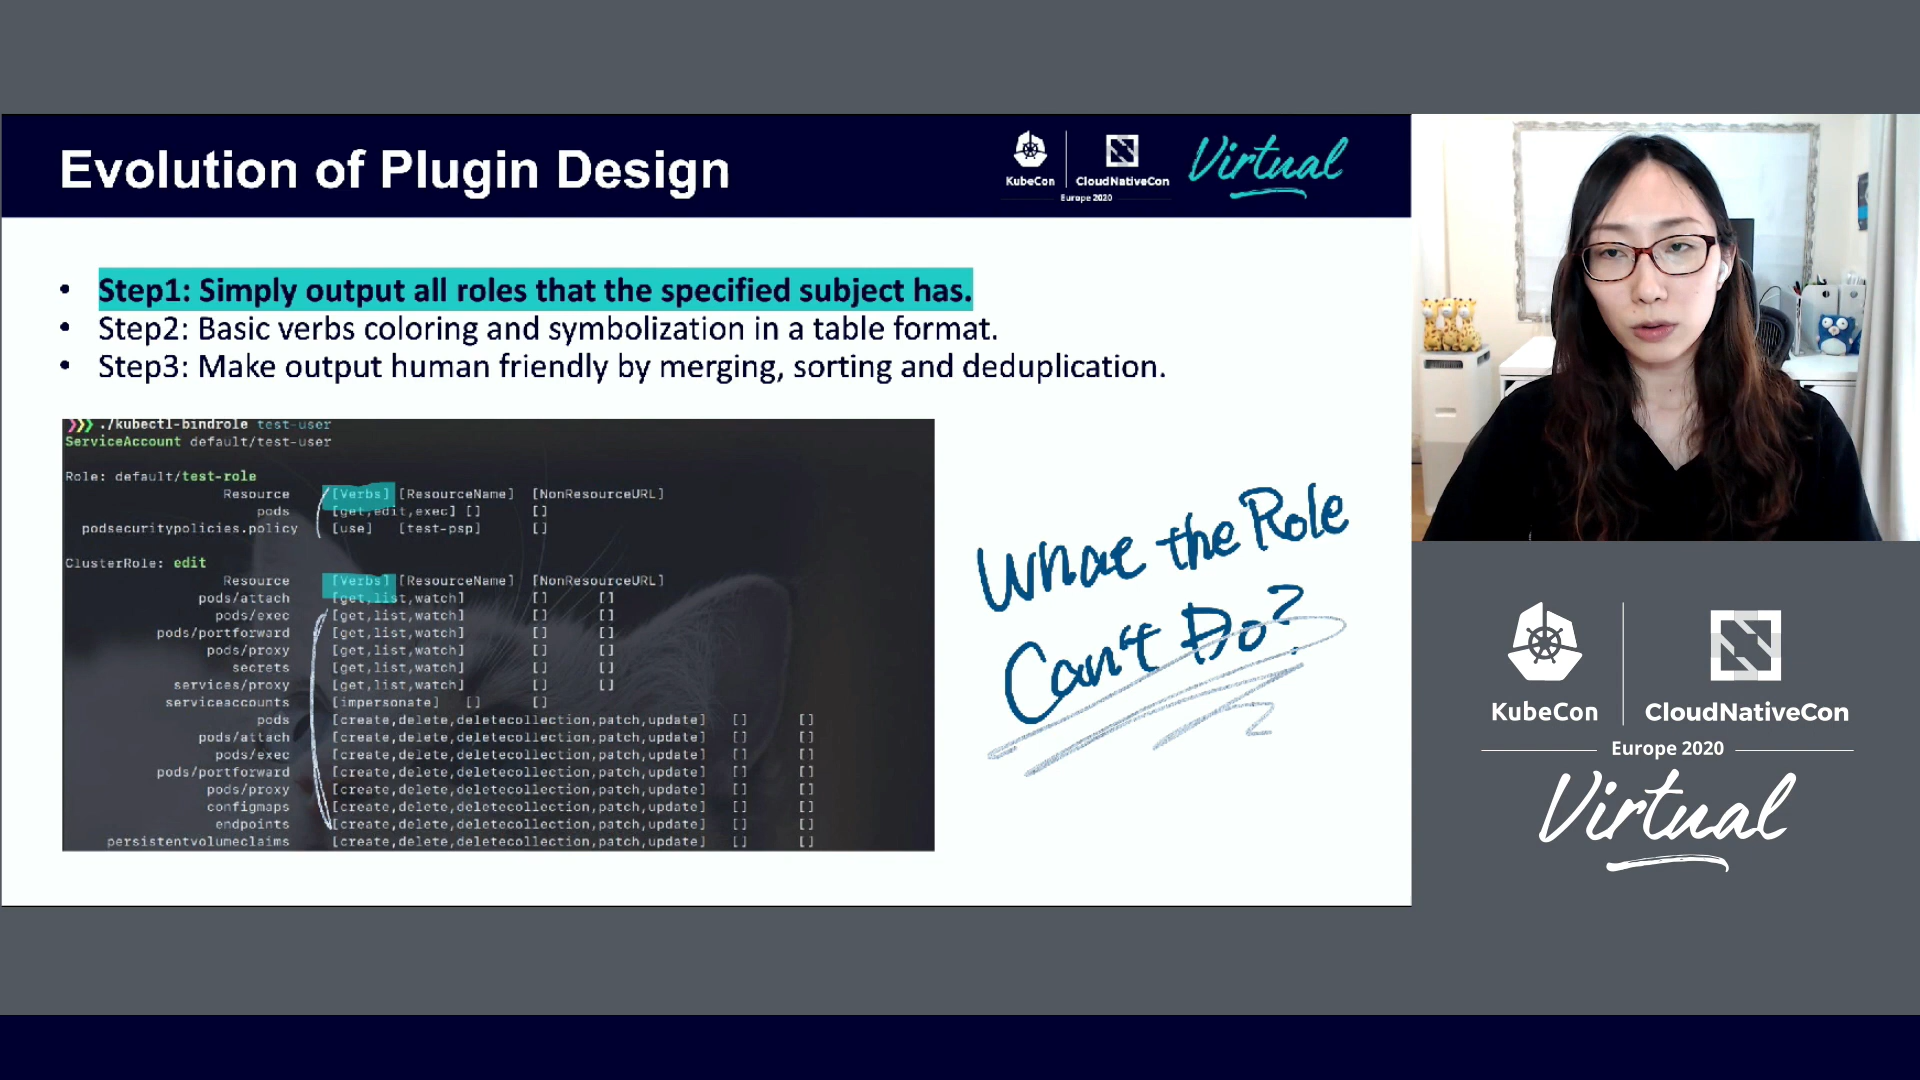 Evolution of Plugin Design
KubeCon
CloudNativeCon
Europe 2020
Virtual
• Step1: Simply output all roles that the specified subject has.
• Step2: Basic verbs coloring and symbolization in a table format.
• Step3: Make output human friendly by merging, sorting and deduplication.
❯❯❯ ./kubectl-bindrole test-user
ServiceAccount default/test-user
Role: default/test-role
Resource [Verbs] [ResourceName] [NonResourceURL]
pods [get,edit,exec] [] []
podsecuritypolicies.policy [use] [test-psp] []
ClusterRole: edit
Resource [Verbs] [ResourceName] [NonResourceURL]
pods/attach [get,list,watch] [] []
pods/exec [get,list,watch] [] []
pods/portforward [get,list,watch] [] []
pods/proxy [get,list,watch] [] []
secrets [get,list,watch] [] []
services/proxy [get,list,watch] [] []
serviceaccounts [impersonate] [] []
pods [create,delete,deletecollection,patch,update] [] []
pods/attach [create,delete,deletecollection,patch,update] [] []
pods/exec [create,delete,deletecollection,patch,update] [] []
pods/portforward [create,delete,deletecollection,patch,update] [] []
pods/proxy [create,delete,deletecollection,patch,update] [] []
configmaps [create,delete,deletecollection,patch,update] [] []
endpoints [create,delete,deletecollection,patch,update] [] []
persistentvolumeclaims [create,delete,deletecollection,patch,update] [] []
What the Role
Can't Do?
KubeCon
CloudNativeCon
Europe 2020
Virtual